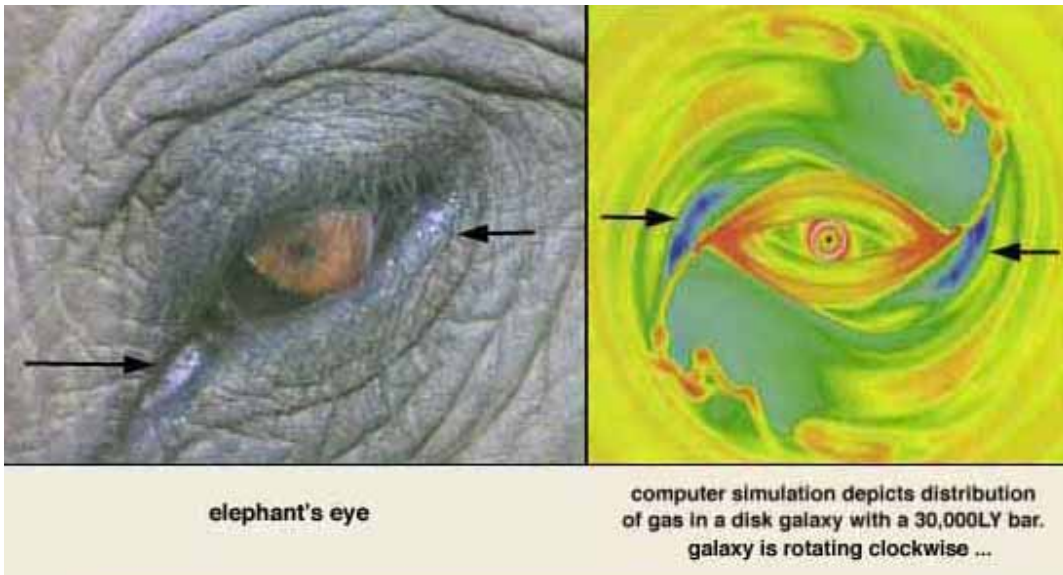 elephant's eye
computer simulation depicts distribution
of gas in a disk galaxy with a 30,000LY bar.
galaxy is rotating clockwise ...